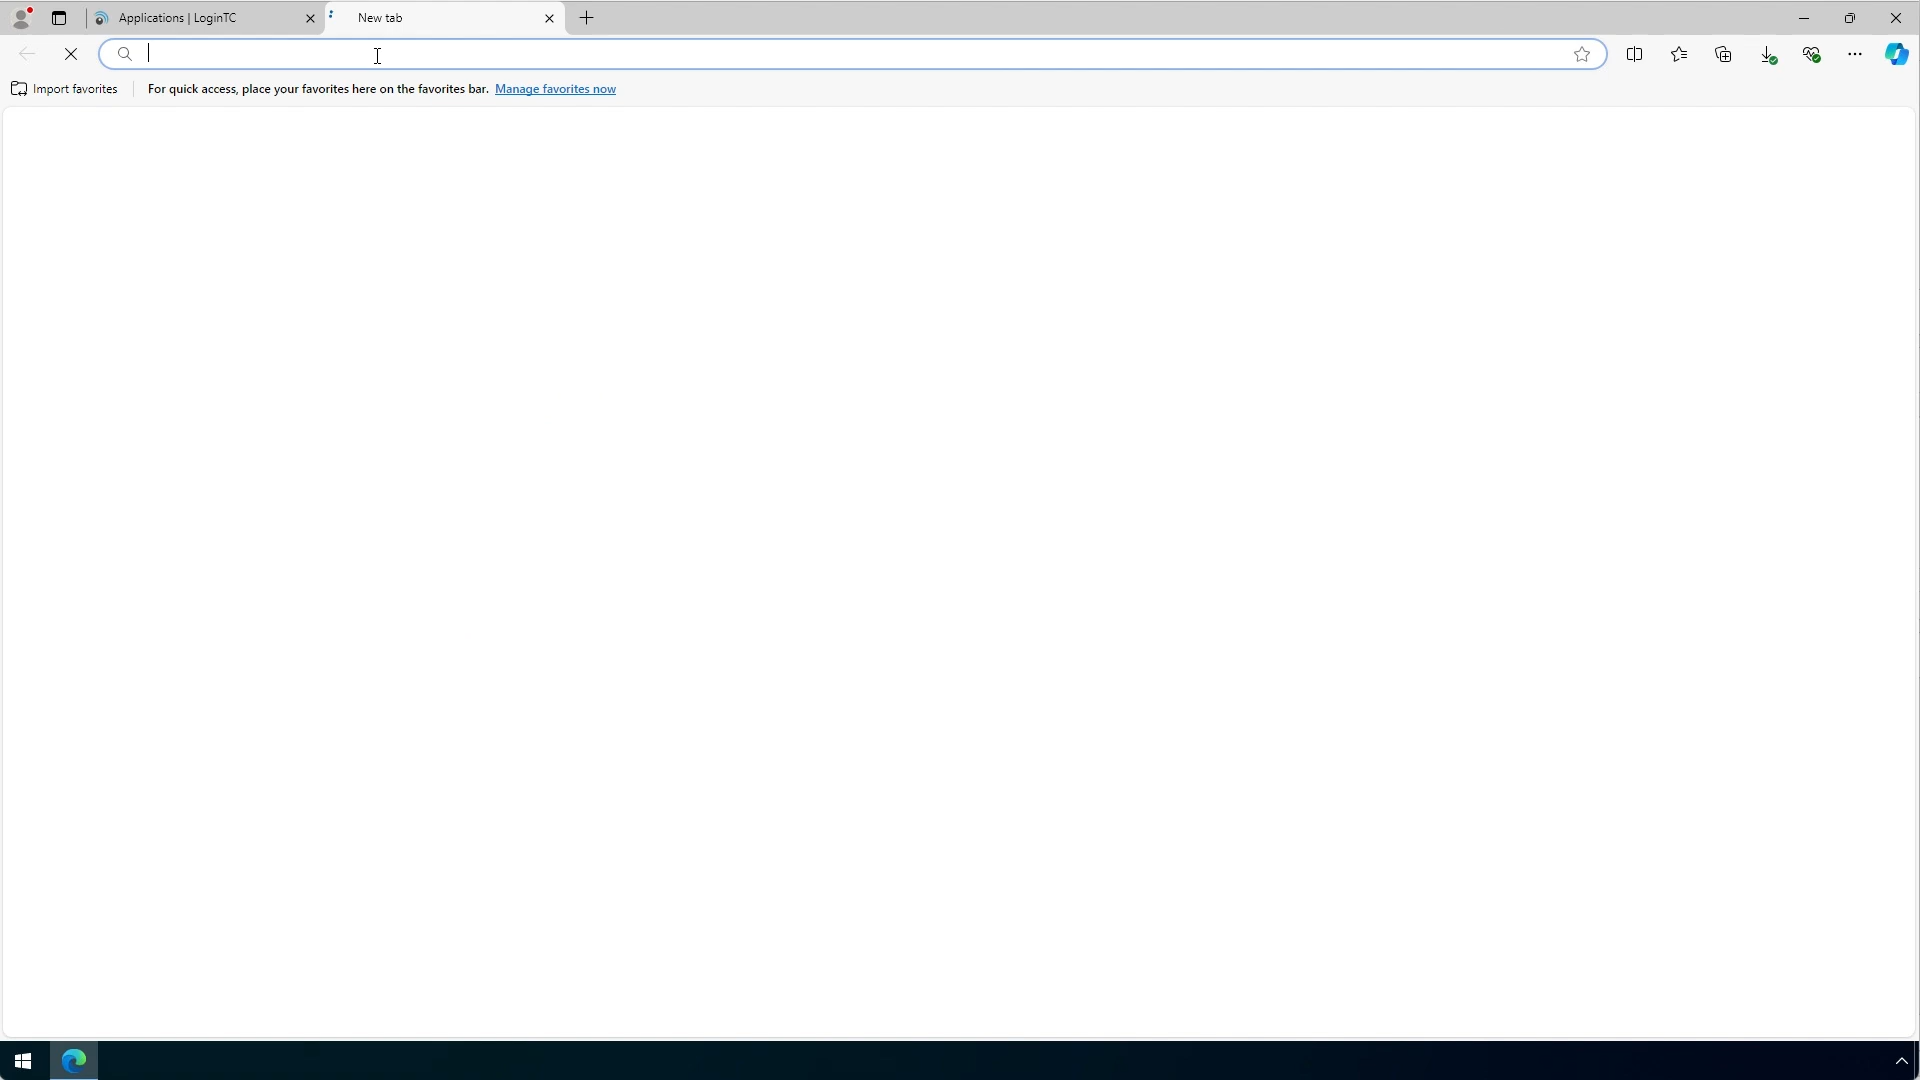 Applications | LoginTC
New tab
Import favorites
For quick access, place your favorites here on the favorites bar. Manage favorites now